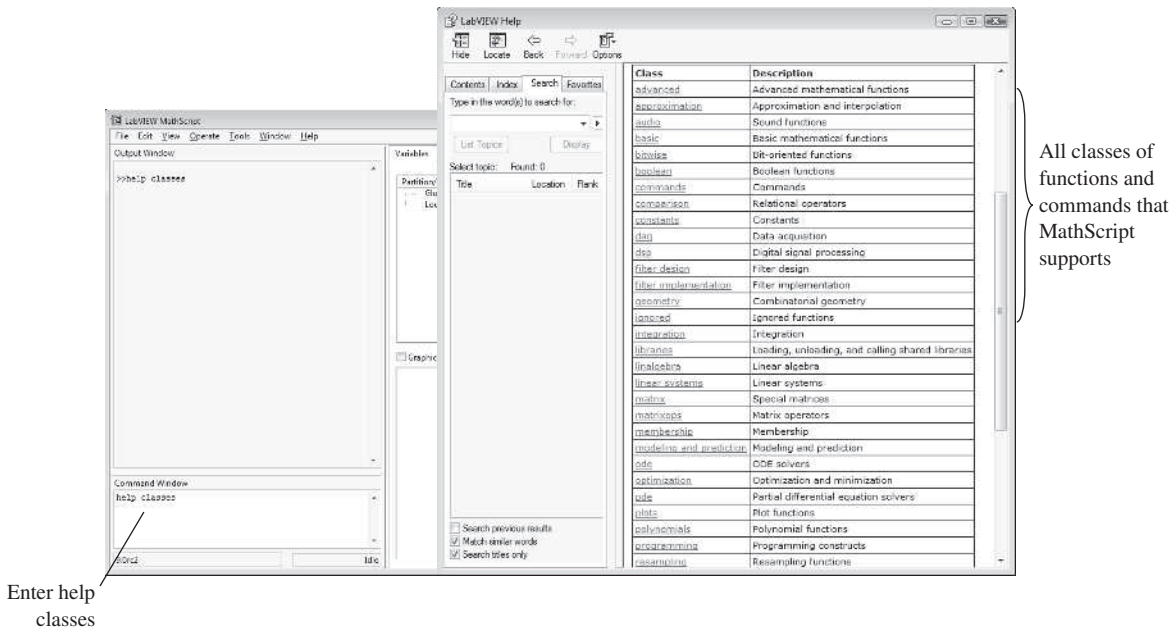 LabVIEW Help
Hide Locate Back Forward Options
Contents Index Search Favorites
Type in the word(s) to search for:
List Topics Display
Select topic: Found: 0
Title Location Rank
Search previous results
Match similar words
Search titles only
Class Description
advanced Advanced mathematical functions
approximation Approximation and interpolation
audio Sound functions
basic Basic mathematical functions
bitwise Bit-oriented functions
boolean Boolean functions
commands Commands
comparison Relational operators
constants Constants
daq Data acquisition
dsp Digital signal processing
filter design Filter design
filter implementation Filter implementation
geometry Combinatorial geometry
ignored Ignored functions
integration Integration
libraries Loading, unloading, and calling shared libraries
linalgebra Linear algebra
linear systems Linear systems
matrix Special matrices
matrixops Matrix operators
membership Membership
modeling and prediction Modeling and prediction
ode ODE solvers
optimization Optimization and minimization
pde Partial differential equation solvers
plots Plot functions
polynomials Polynomial functions
programming Programming constructs
resampling Resampling functions
LabVIEW MathScript
File Edit View Operate Tools Window Help
Output Window
>>help classes
Variables
Partition
Graphic
Command Window
help classes
Idle
All classes of
functions and
commands that
MathScript
supports
Enter help
classes